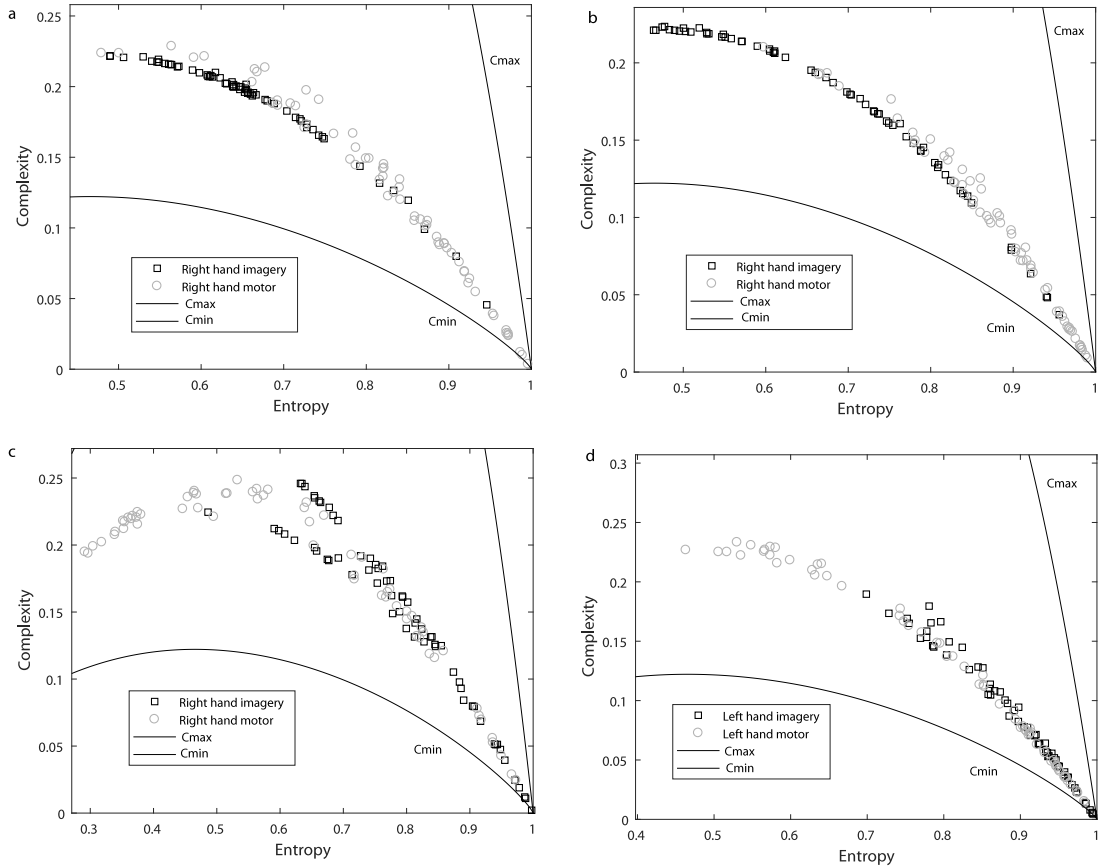 a
0.25
0.2
0.15
0.1
0.05
0
Complexity
Cmax
Cmin
Right hand imagery
Right hand motor
Cmax
Cmin
0.5 0.6 0.7 0.8 0.9 1
Entropy
b
0.2
0.15
0.1
0.05
0
Complexity
Cmax
Cmin
Right hand imagery
Right hand motor
Cmax
Cmin
0.5 0.6 0.7 0.8 0.9 1
Entropy
c
0.25
0.2
0.15
0.1
0.05
0
Complexity
Cmin
Right hand imagery
Right hand motor
Cmax
Cmin
0.3 0.4 0.5 0.6 0.7 0.8 0.9 1
Entropy
d
0.3
0.25
0.2
0.15
0.1
0.05
0
Complexity
Cmax
Cmin
Left hand imagery
Left hand motor
Cmax
Cmin
0.4 0.5 0.6 0.7 0.8 0.9 1
Entropy